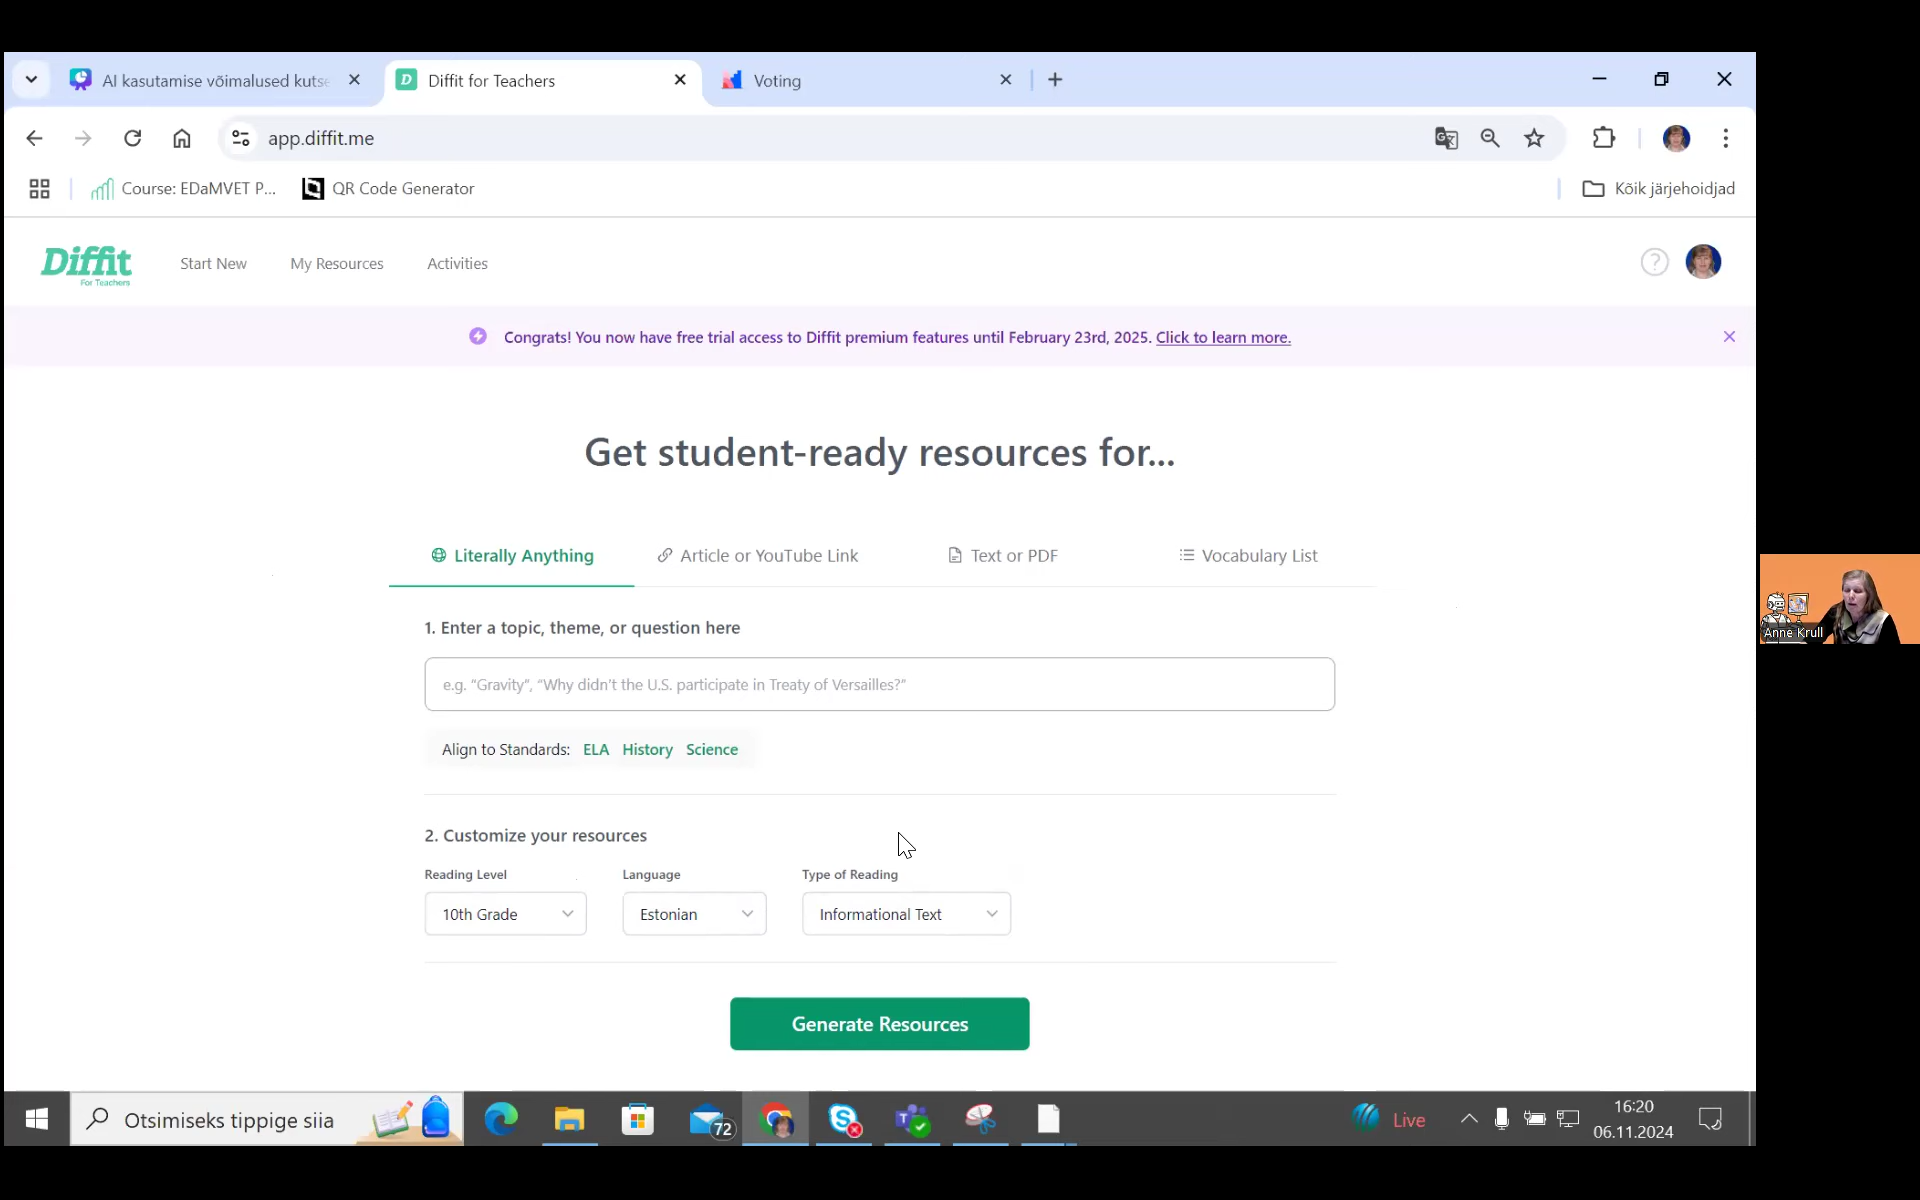 AI kasutamise võimalused kutse
Diffit for Teachers
Voting
app.diffit.me
Course: EDaMVET P...
QR Code Generator
Kõik järjehoidjad
Diffit
For Teachers
Start New
My Resources
Activities
Congrats! You now have free trial access to Diffit premium features until February 23rd, 2025. Click to learn more.
Get student-ready resources for...
Literally Anything
Article or YouTube Link
Text or PDF
Vocabulary List
1. Enter a topic, theme, or question here
e.g. “Gravity”, “Why didn’t the U.S. participate in Treaty of Versailles?”
Align to Standards: ELA History Science
2. Customize your resources
Reading Level
Language
Type of Reading
10th Grade
Estonian
Informational Text
Generate Resources
Anne Krull
Otsimiseks tippige siia
72
Live
16:20
06.11.2024